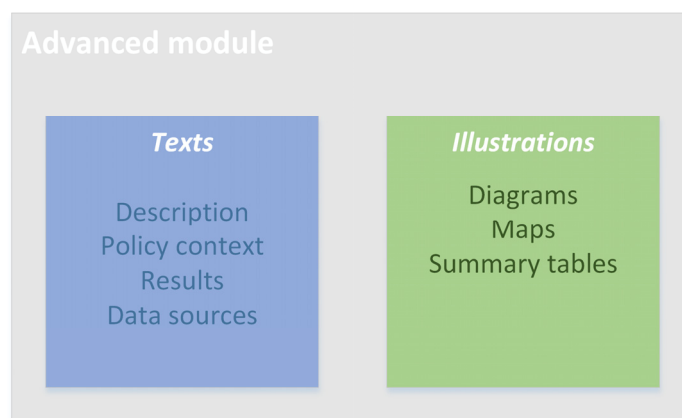 Advanced module
Texts
Description
Policy context
Results
Data sources
Illustrations
Diagrams
Maps
Summary tables